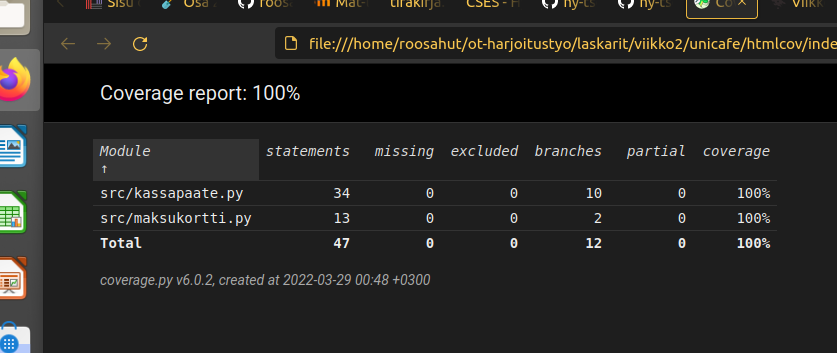 Sisu
Osa
roos
Mat-
tirakirja.
CSES - H
hy-ts
hy-t
Co
Viikk
file:///home/roosahut/ot-harjoitustyo/laskarit/viikko2/unicafe/htmlcov/inde
Coverage report: 100%
Module statements missing excluded branches partial coverage
↑
src/kassapaate.py 34 0 0 10 0 100%
src/maksukortti.py 13 0 0 2 0 100%
Total 47 0 0 12 0 100%
coverage.py v6.0.2, created at 2022-03-29 00:48 +0300